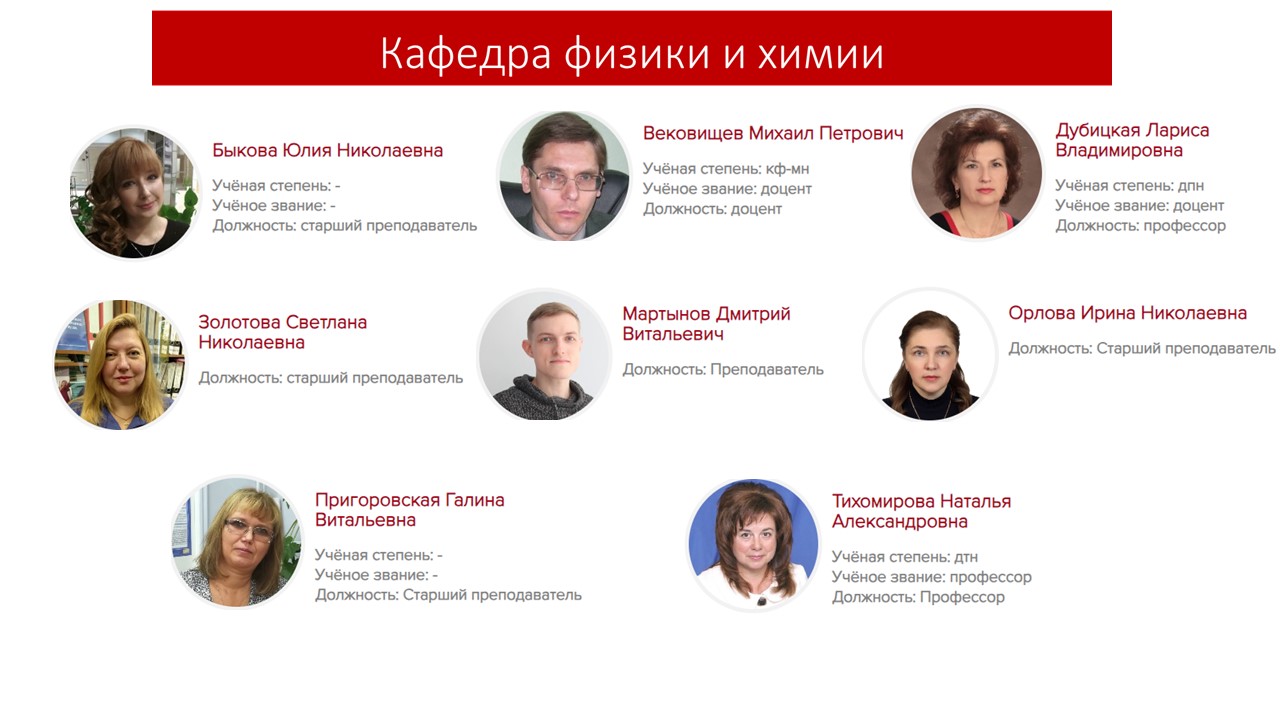 Кафедра физики и химии
Быкова Юлия Николаевна
Учёная степень: -
Учёное звание: -
Должность: старший преподаватель
Вековищев Михаил Петрович
Учёная степень: кф-мн
Учёное звание: доцент
Должность: доцент
Дубицкая Лариса
Владимировна
Учёная степень: дпн
Учёное звание: доцент
Должность: профессор
Золотова Светлана
Николаевна
Должность: старший преподаватель
Мартынов Дмитрий
Витальевич
Должность: Преподаватель
Орлова Ирина Николаевна
Должность: Старший преподаватель
Пригоровская Галина
Витальевна
Учёная степень: -
Учёное звание: -
Должность: Старший преподаватель
Тихомирова Наталья
Александровна
Учёная степень: дтн
Учёное звание: профессор
Должность: Профессор